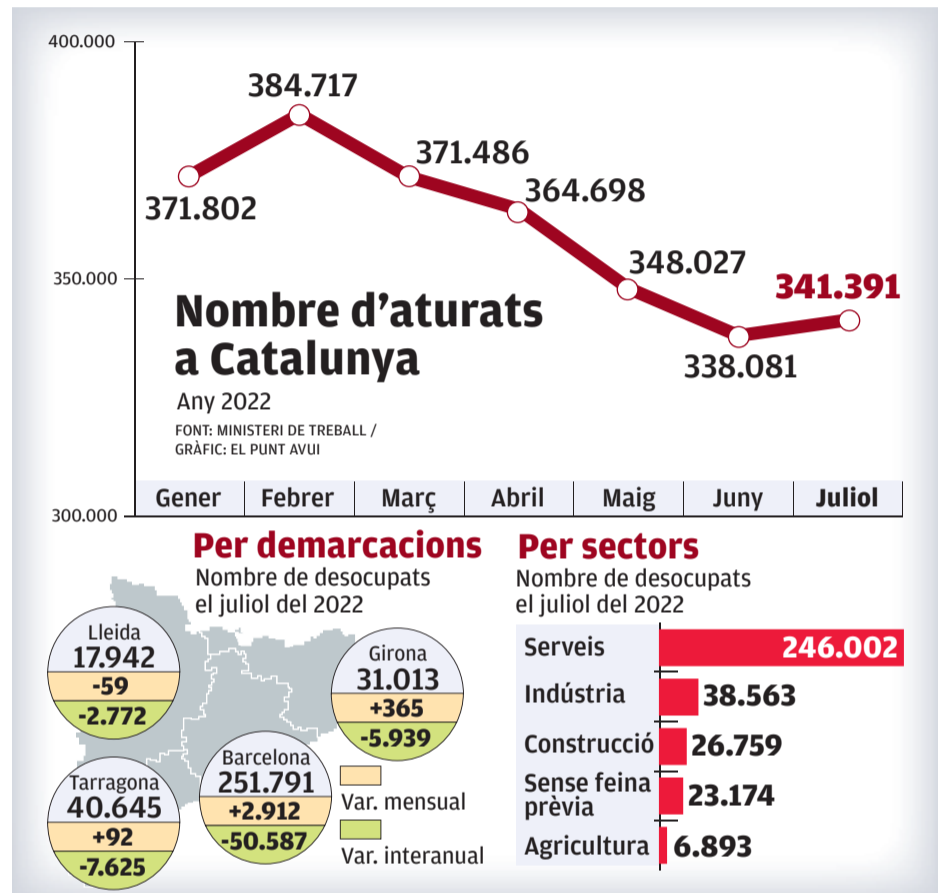 400.000
384.717
371.486
364.698
371.802
348.027
350.000
341.391
Nombre d’aturats
a Catalunya
338.081
Any 2022
FONT: MINISTERI DE TREBALL /
GRÀFIC: EL PUNT AVUI
Gener Febrer Març Abril Maig Juny Juliol
300.000
Per demarcacions
Nombre de desocupats
el juliol del 2022
Lleida
17.942
-59
-2.772
Girona
31.013
+365
-5.939
Barcelona
251.791
+2.912
-50.587
Tarragona
40.645
+92
-7.625
Var. mensual
Var. interanual
Per sectors
Nombre de desocupats
el juliol del 2022
Serveis 246.002
Indústria 38.563
Construcció 26.759
Sense feina
prèvia 23.174
Agricultura 6.893